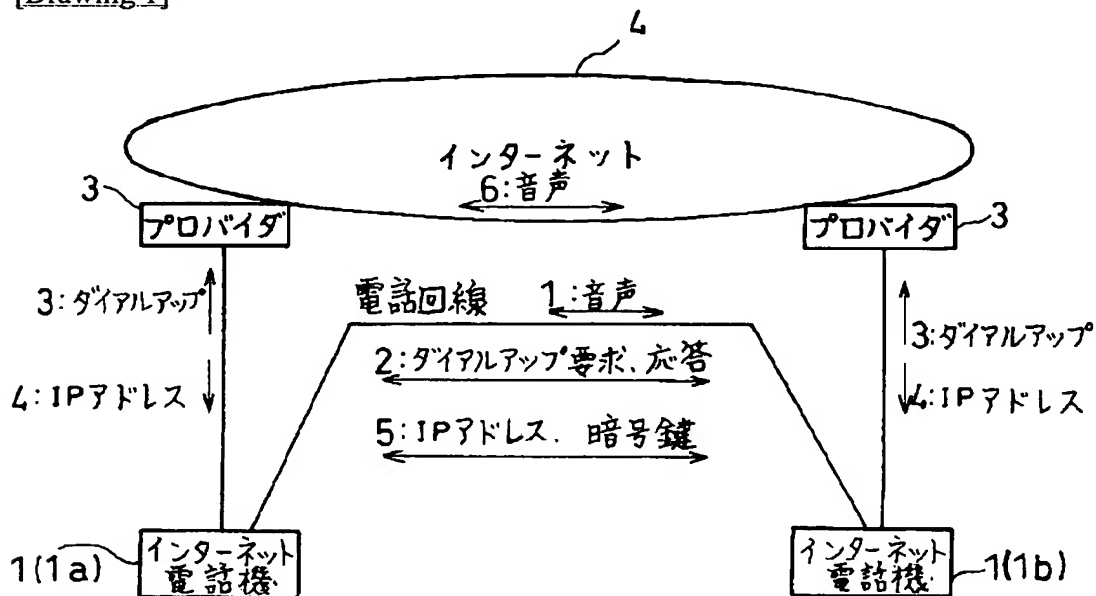 [Drawing 1]
4
インターネット
6:音声
3
プロバイダ
プロバイダ
3
3:ダイアルアップ
電話回線 1:音声
3:ダイアルアップ
2:ダイアルアップ要求、応答
4:IPアドレス
4:IPアドレス
5:IPアドレス、暗号鍵
1(1a)
インターネット
電話機
インターネット
電話機
1(1b)